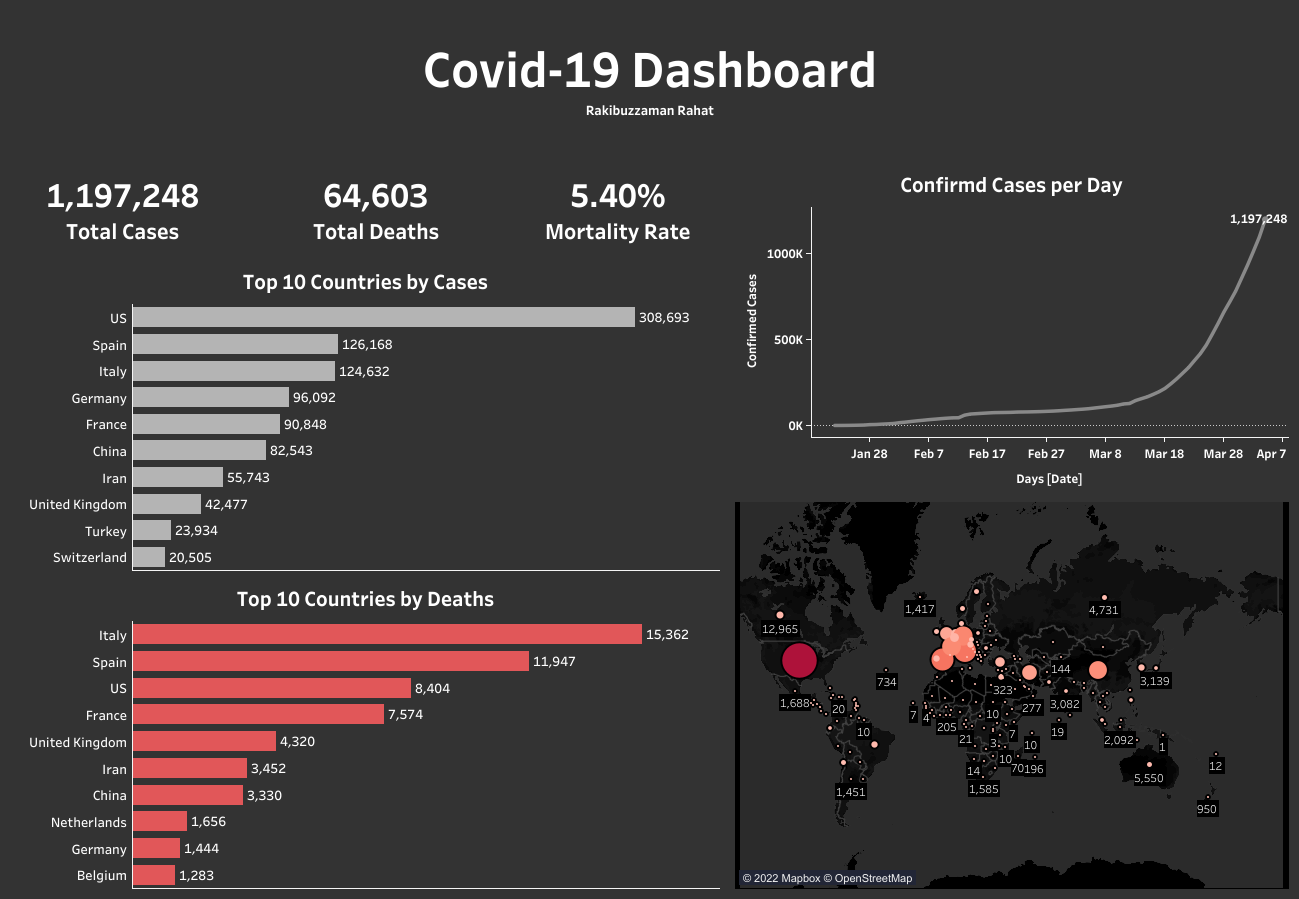 Covid-19 Dashboard
Rakibuzzaman Rahat
1,197,248
Total Cases
64,603
Total Deaths
5.40%
Mortality Rate
Top 10 Countries by Cases
US 308,693
Spain 126,168
Italy 124,632
Germany 96,092
France 90,848
China 82,543
Iran 55,743
United Kingdom 42,477
Turkey 23,934
Switzerland 20,505
Top 10 Countries by Deaths
Italy 15,362
Spain 11,947
US 8,404
France 7,574
United Kingdom 4,320
Iran 3,452
China 3,330
Netherlands 1,656
Germany 1,444
Belgium 1,283
Confirmd Cases per Day
1,197,248
1000K
500K
0K
Confirmed Cases
Jan 28 Feb 7 Feb 17 Feb 27 Mar 8 Mar 18 Mar 28 Apr 7
Days [Date]
1,417
4,731
12,965
734
144
3,139
1,688
20
323
277
3,082
7
4
205
10
10
21
3
7
10
19
2,092
1
14
10
70
196
12
5,550
1,451
1,585
950
© 2022 Mapbox © OpenStreetMap